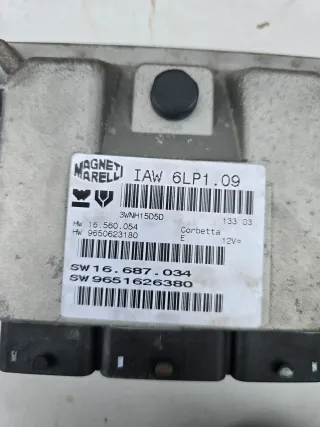 MAGNETI MARELLI
IAW 6LP1.09
3WNH15D5D
133 03
HW 16.560.054 Corbetta
HW 9650623180 E 12V=
SW 16.687.034
SW 9651626380